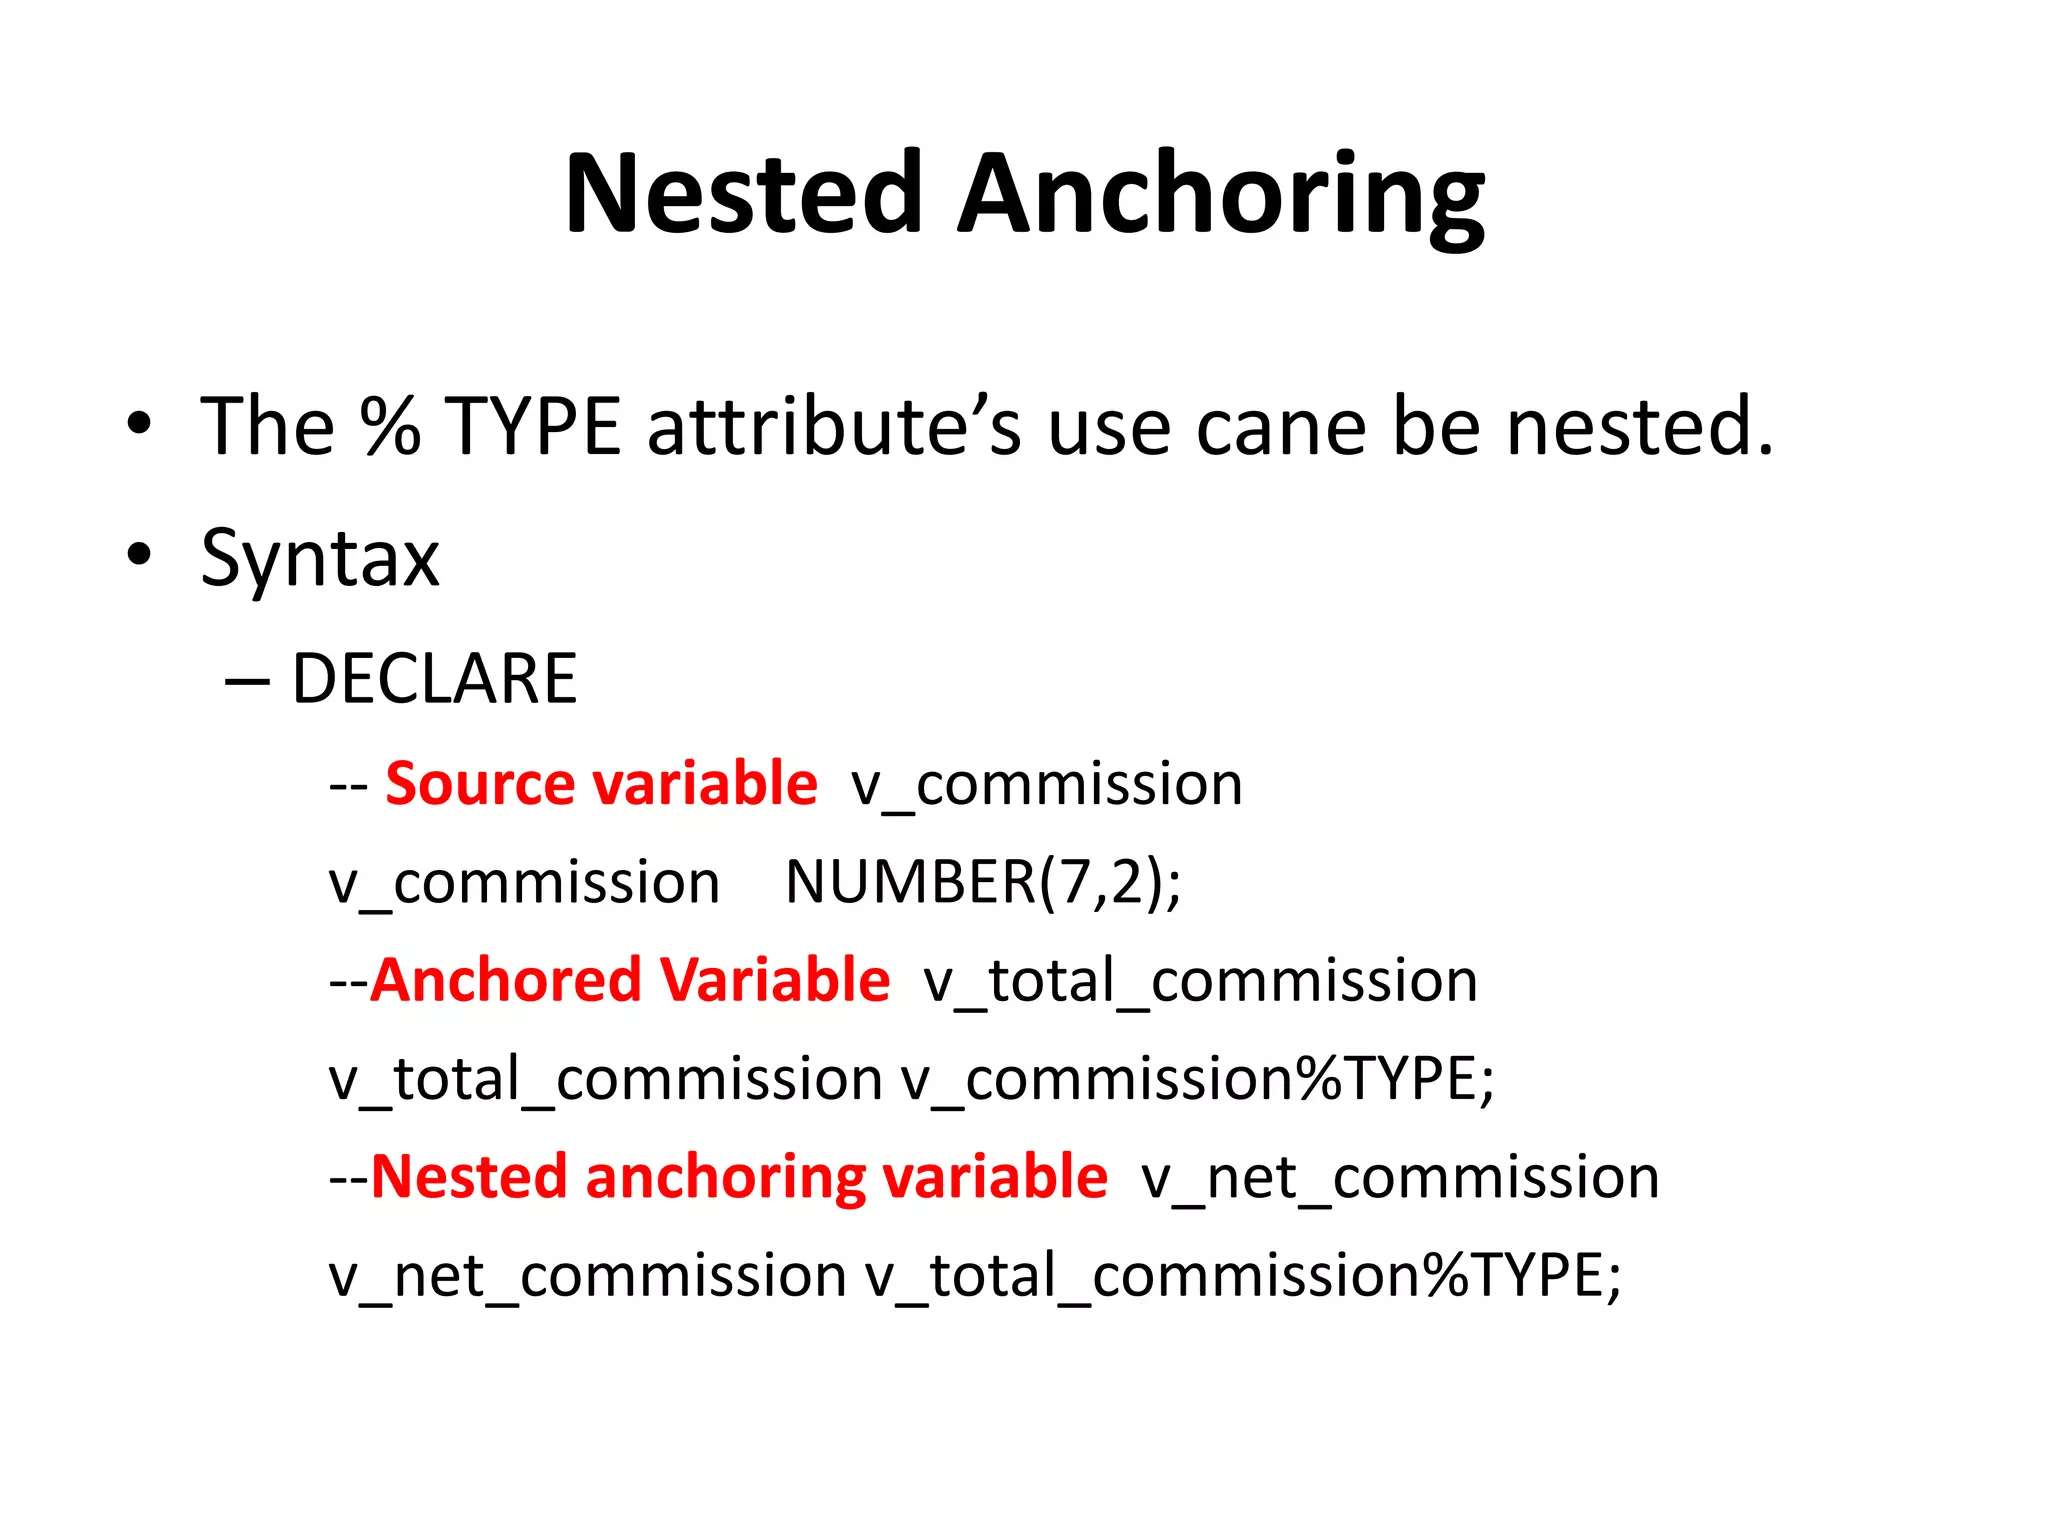 Nested Anchoring
• The % TYPE attribute’s use cane be nested.
• Syntax
– DECLARE
-- Source variable  v_commission
v_commission    NUMBER(7,2);
--Anchored Variable  v_total_commission
v_total_commission v_commission%TYPE;
--Nested anchoring variable  v_net_commission
v_net_commission v_total_commission%TYPE;